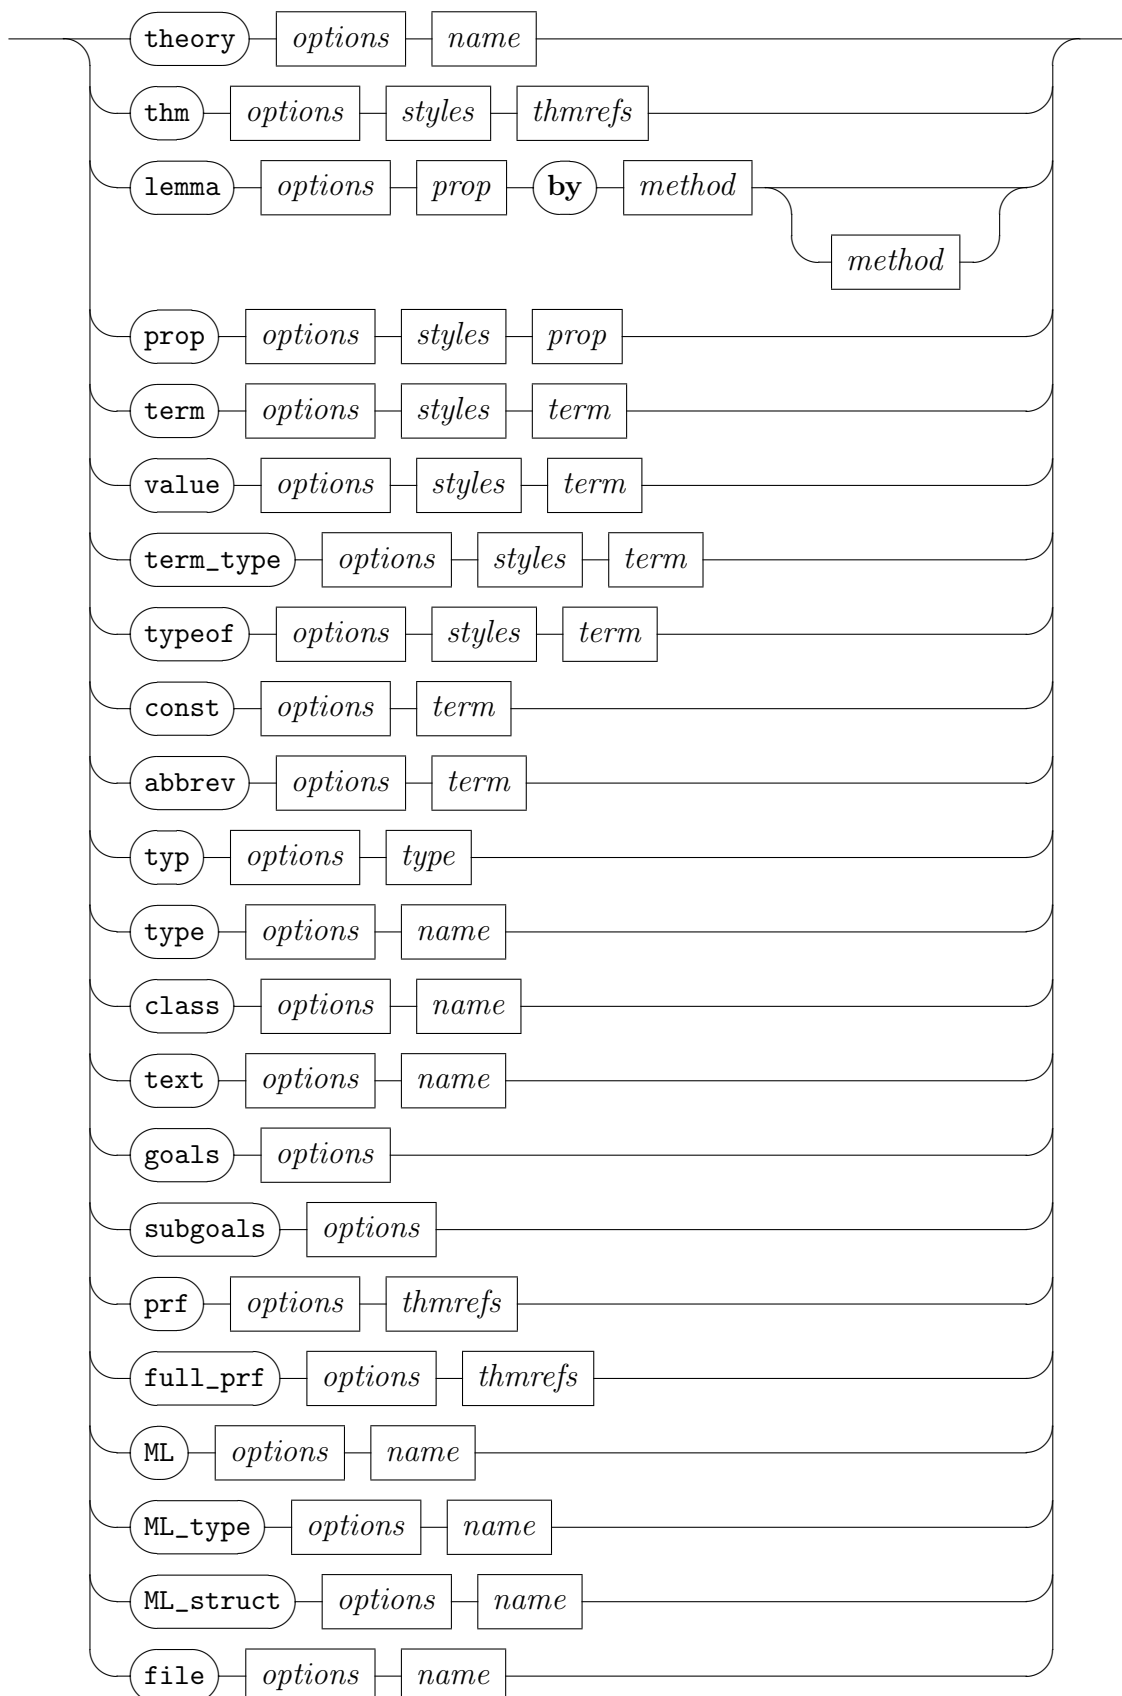 theory options name
thm options styles thmrefs
lemma options prop by method
method
prop options styles prop
term options styles term
value options styles term
term_type options styles term
typeof options styles term
const options term
abbrev options term
typ options type
type options name
class options name
text options name
goals options
subgoals options
prf options thmrefs
full_prf options thmrefs
ML options name
ML_type options name
ML_struct options name
file options name